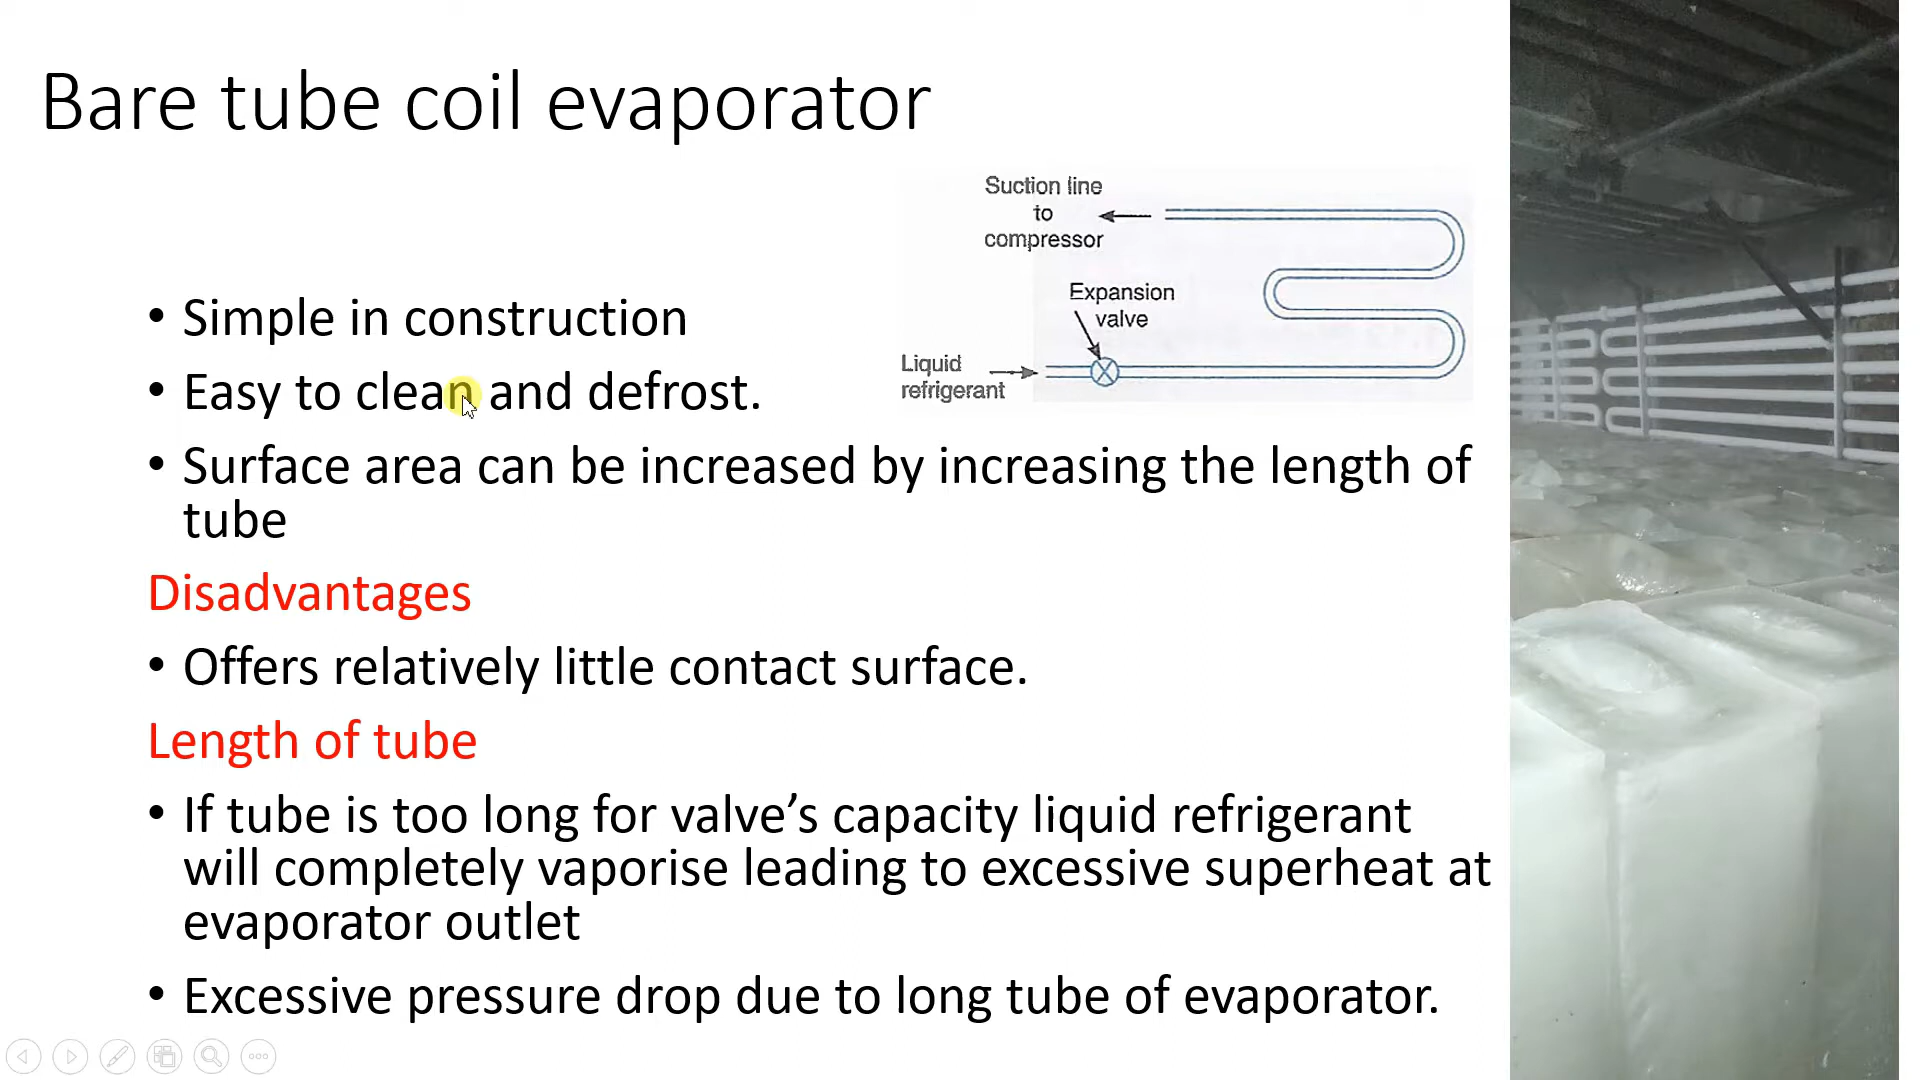 Bare tube coil evaporator
Suction line
to
compressor
Expansion
valve
Liquid
refrigerant
• Simple in construction
• Easy to clean and defrost.
• Surface area can be increased by increasing the length of
tube
Disadvantages
• Offers relatively little contact surface.
Length of tube
• If tube is too long for valve’s capacity liquid refrigerant
will completely vaporise leading to excessive superheat at
evaporator outlet
• Excessive pressure drop due to long tube of evaporator.